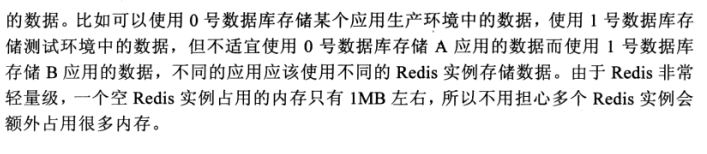 的数据。比如可以使用 0 号数据库存储某个应用生产环境中的数据，使用 1 号数据库存
储测试环境中的数据，但不适宜使用 0 号数据库存储 A 应用的数据而使用 1 号数据库
存储 B 应用的数据，不同的应用应该使用不同的 Redis 实例存储数据。由于 Redis 非常
轻量级，一个空 Redis 实例占用的内存只有 1MB 左右，所以不用担心多个 Redis 实例会
额外占用很多内存。